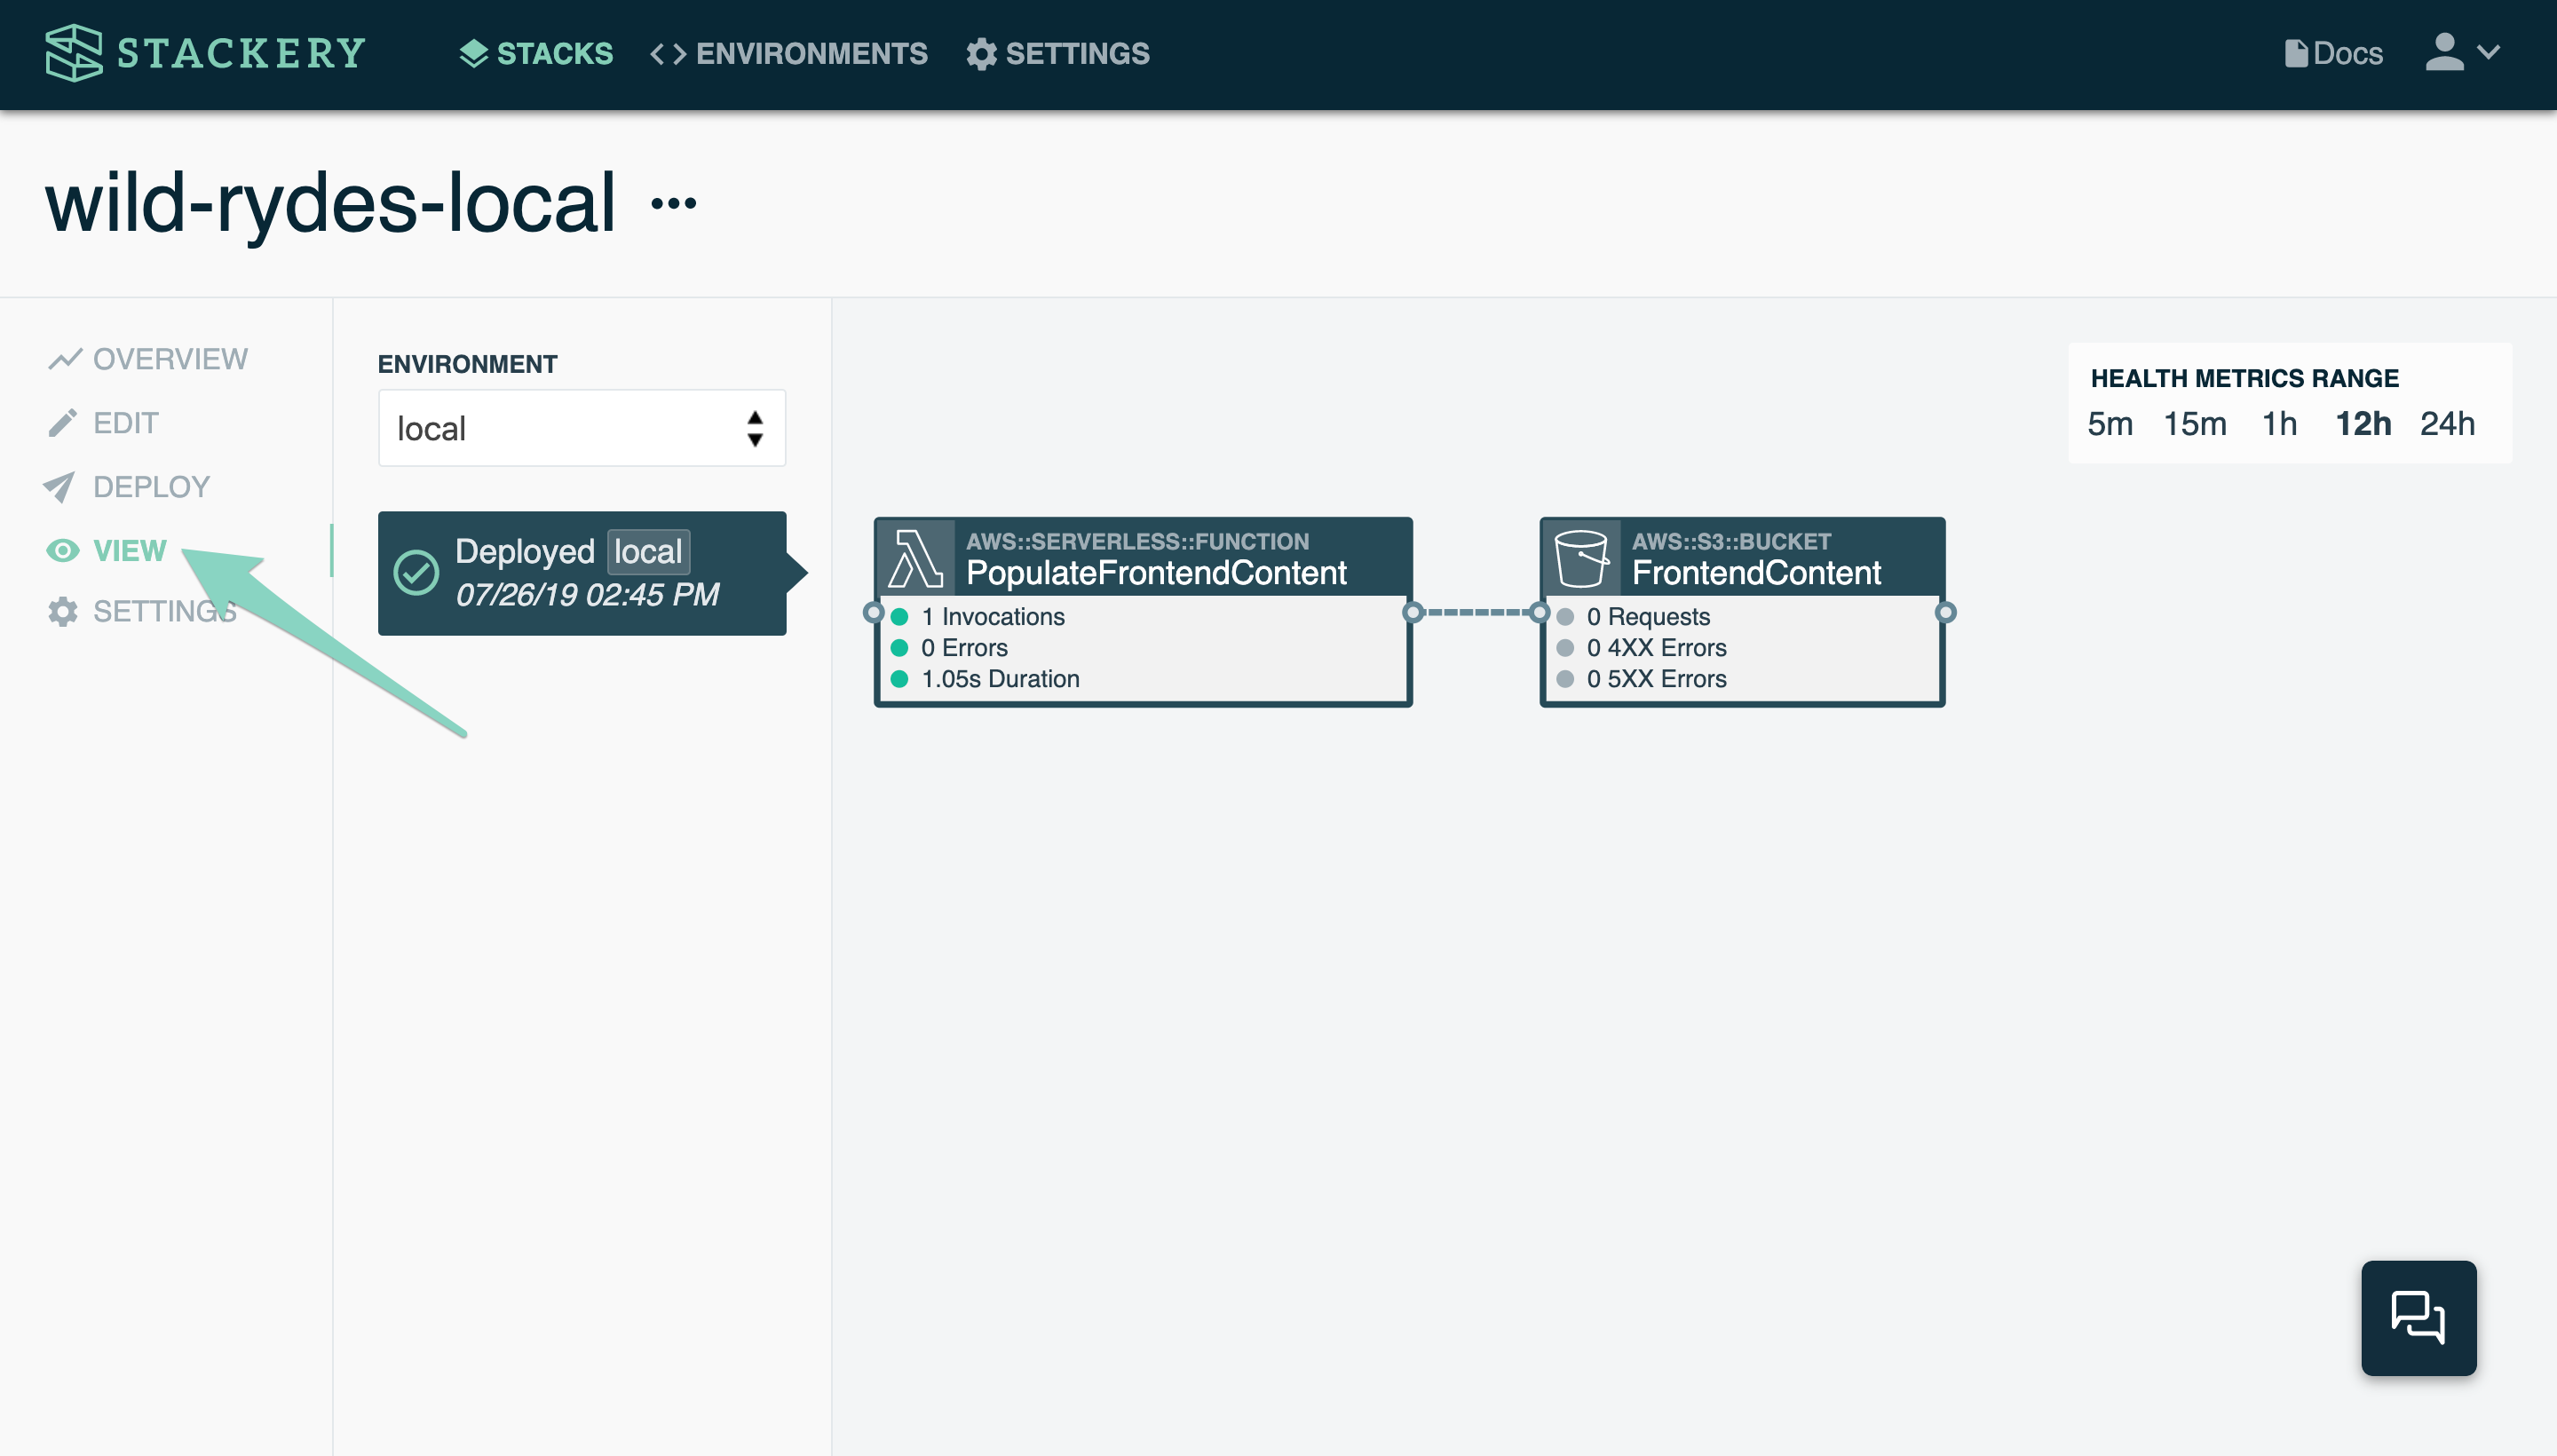 STACKERY
STACKS
ENVIRONMENTS
SETTINGS
Docs
wild-rydes-local
OVERVIEW
EDIT
DEPLOY
VIEW
SETTINGS
ENVIRONMENT
local
Deployed local
07/26/19 02:45 PM
HEALTH METRICS RANGE
5m 15m 1h 12h 24h
AWS::SERVERLESS::FUNCTION
PopulateFrontendContent
1 Invocations
0 Errors
1.05s Duration
AWS::S3::BUCKET
FrontendContent
0 Requests
0 4XX Errors
0 5XX Errors